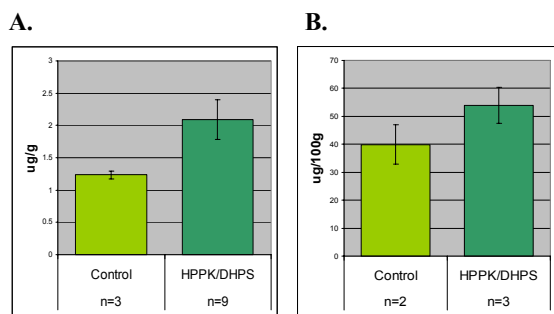 A.
B.
3
2.5
2
1.5
1
0.5
0
ug/g
Control
HPPK/DHPS
n=3
n=9
70
60
50
40
30
20
10
0
ug/100g
Control
HPPK/DHPS
n=2
n=3